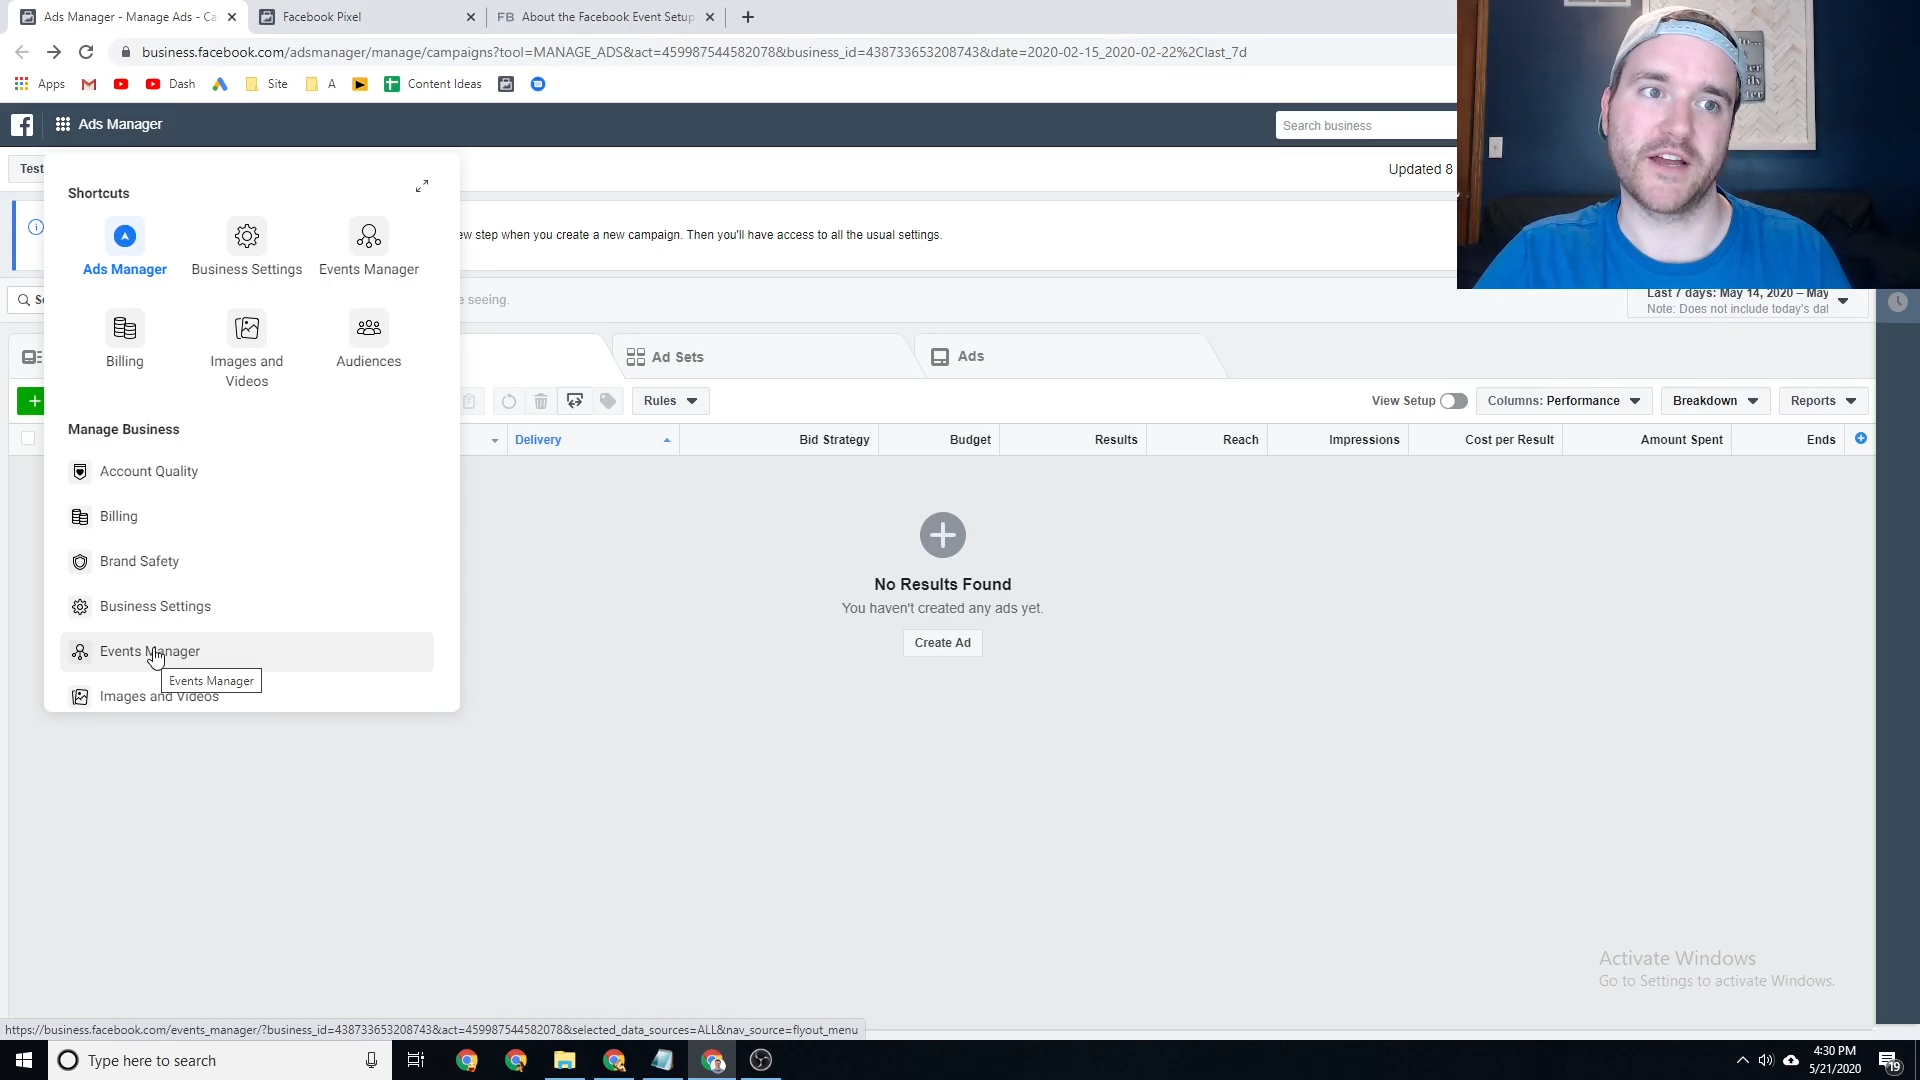 Ads Manager - Manage Ads - Ca
Facebook Pixel
FB About the Facebook Event Setup
business.facebook.com/adsmanager/manage/campaigns?tool=MANAGE_ADS&act=459987544582078&business_id=438733653208743&date=2020-02-15_2020-02-22%2Clast_7d
Apps
Dash
Site
A
Content Ideas
Ads Manager
Search business
Test
Updated 8
Shortcuts
Ads Manager
Business Settings
Events Manager
Billing
Images and
Videos
Audiences
ew step when you create a new campaign. Then you'll have access to all the usual settings.
e seeing.
Last 7 days: May 14, 2020 – May
Note: Does not include today's dat
Ad Sets
Ads
Rules
View Setup
Columns: Performance
Breakdown
Reports
Delivery
Bid Strategy
Budget
Results
Reach
Impressions
Cost per Result
Amount Spent
Ends
Manage Business
Account Quality
Billing
Brand Safety
Business Settings
Events Manager
Events Manager
Images and Videos
No Results Found
You haven't created any ads yet.
Create Ad
Activate Windows
Go to Settings to activate Windows.
https://business.facebook.com/events_manager/?business_id=438733653208743&act=459987544582078&selected_data_sources=ALL&nav_source=flyout_menu
Type here to search
4:30 PM
5/21/2020
19